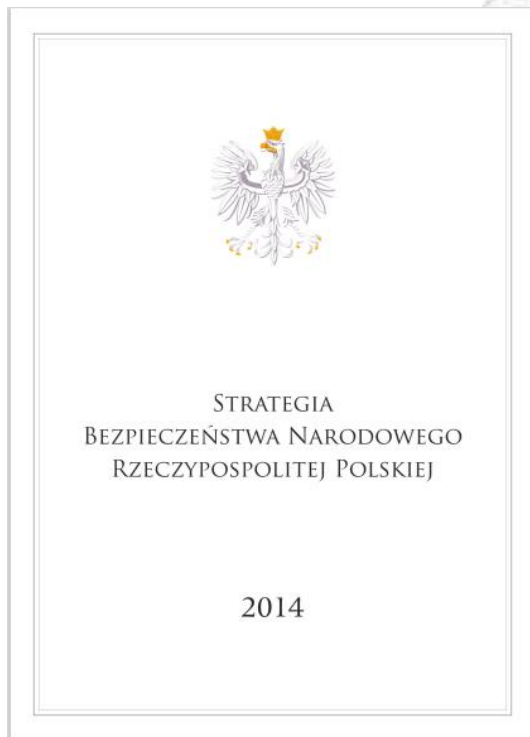 STRATEGIA
BEZPIECZEŃSTWA NARODOWEGO
RZECZYPOSPOLITEJ POLSKIEJ
2014